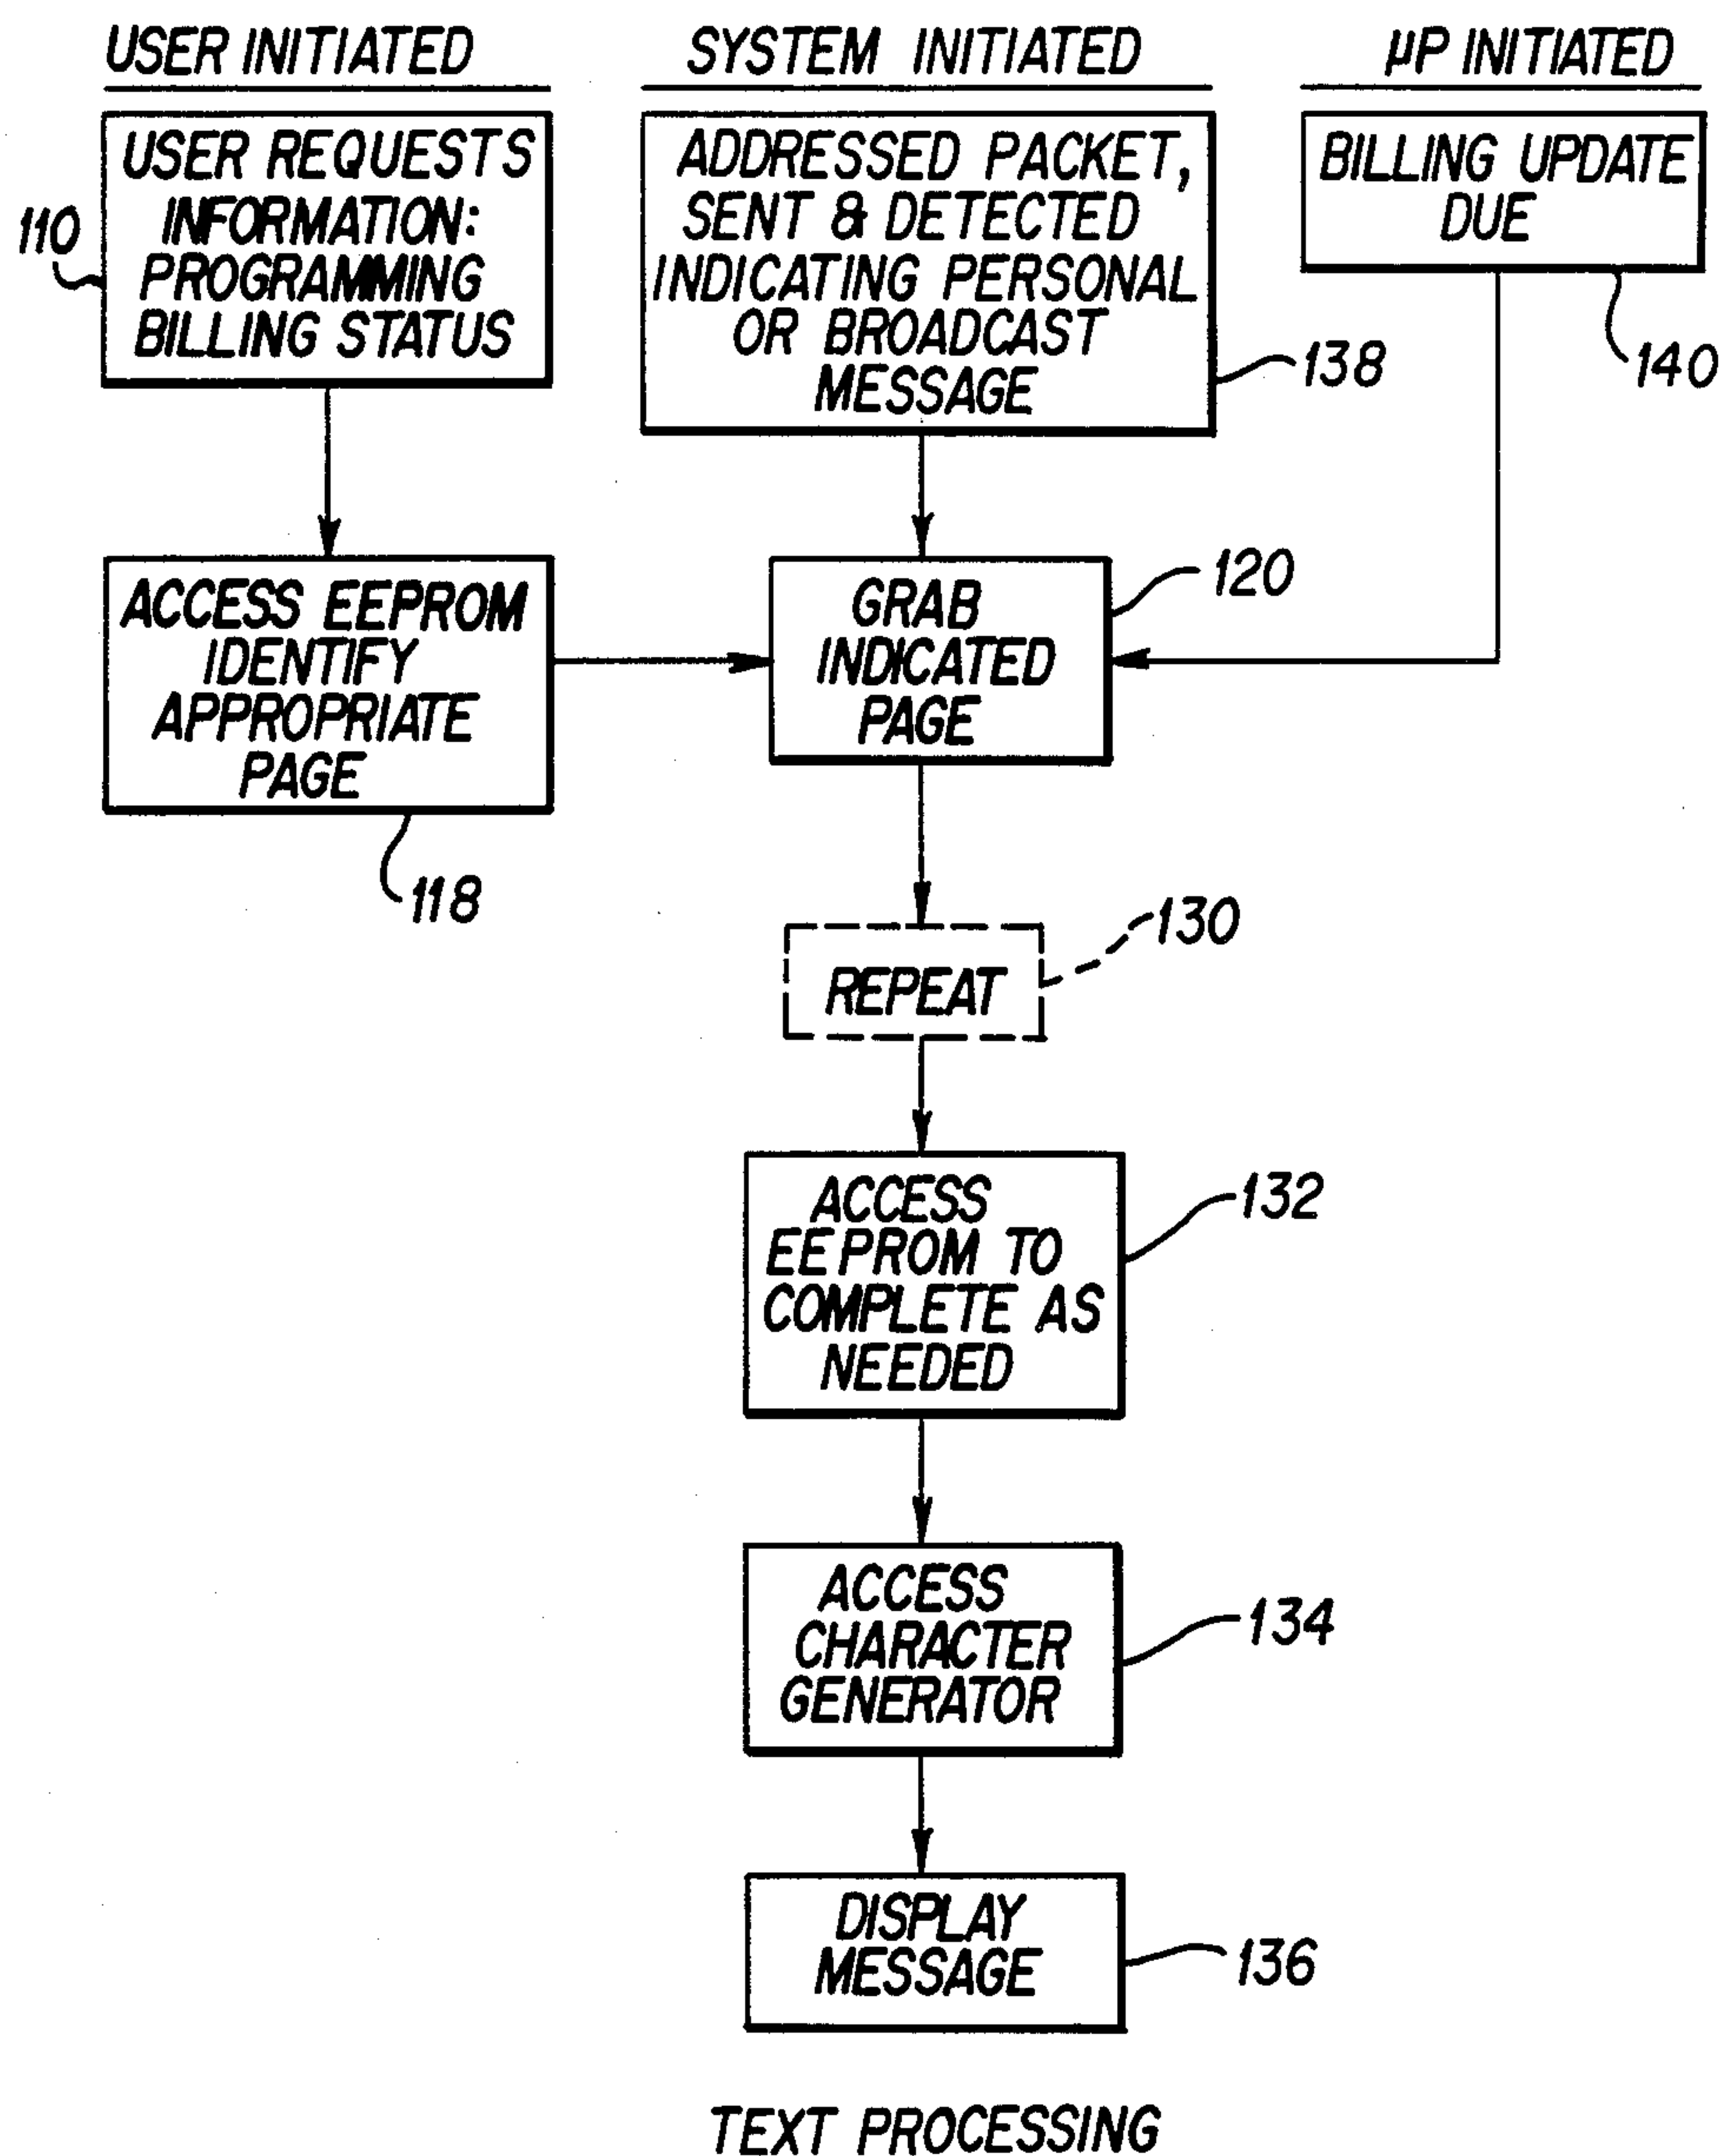 USER INITIATED
USER REQUESTS
INFORMATION:
PROGRAMMING
BILLING STATUS
110
SYSTEM INITIATED
ADDRESSED PACKET,
SENT & DETECTED
INDICATING PERSONAL
OR BROADCAST
MESSAGE
138
µP INITIATED
BILLING UPDATE
DUE
140
ACCESS EEPROM
IDENTIFY
APPROPRIATE
PAGE
118
GRAB
INDICATED
PAGE
120
REPEAT
130
ACCESS
EEPROM TO
COMPLETE AS
NEEDED
132
ACCESS
CHARACTER
GENERATOR
134
DISPLAY
MESSAGE
136
TEXT PROCESSING